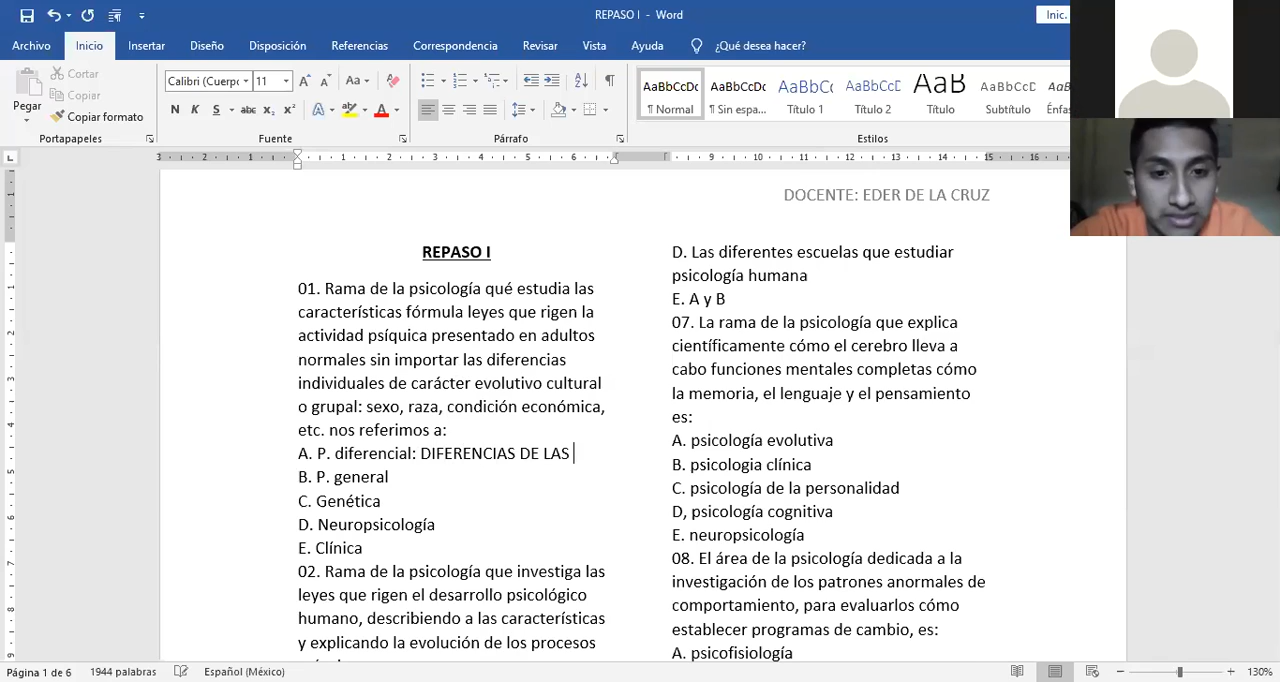 REPASO I - Word
Inic.
Archivo
Inicio
Insertar
Diseño
Disposición
Referencias
Correspondencia
Revisar
Vista
Ayuda
¿Qué desea hacer?
Pegar
Cortar
Copiar
Copiar formato
Portapapeles
Calibri (Cuerpo
11
Fuente
Párrafo
AaBbCcDc
¶ Normal
AaBbCcDc
¶ Sin espa...
AaBbCc
Título 1
AaBbCcD
Título 2
AaB
Título
AaBbCcD
Subtítulo
Estilos
DOCENTE: EDER DE LA CRUZ
REPASO I
01. Rama de la psicología qué estudia las
características fórmula leyes que rigen la
actividad psíquica presentado en adultos
normales sin importar las diferencias
individuales de carácter evolutivo cultural
o grupal: sexo, raza, condición económica,
etc. nos referimos a:
A. P. diferencial: DIFERENCIAS DE LAS
B. P. general
C. Genética
D. Neuropsicología
E. Clínica
02. Rama de la psicología que investiga las
leyes que rigen el desarrollo psicológico
humano, describiendo a las características
y explicando la evolución de los procesos
D. Las diferentes escuelas que estudiar
psicología humana
E. A y B
07. La rama de la psicología que explica
científicamente cómo el cerebro lleva a
cabo funciones mentales completas cómo
la memoria, el lenguaje y el pensamiento
es:
A. psicología evolutiva
B. psicologia clínica
C. psicología de la personalidad
D, psicología cognitiva
E. neuropsicología
08. El área de la psicología dedicada a la
investigación de los patrones anormales de
comportamiento, para evaluarlos cómo
establecer programas de cambio, es:
A. psicofisiología
Página 1 de 6
1944 palabras
Español (México)
130%